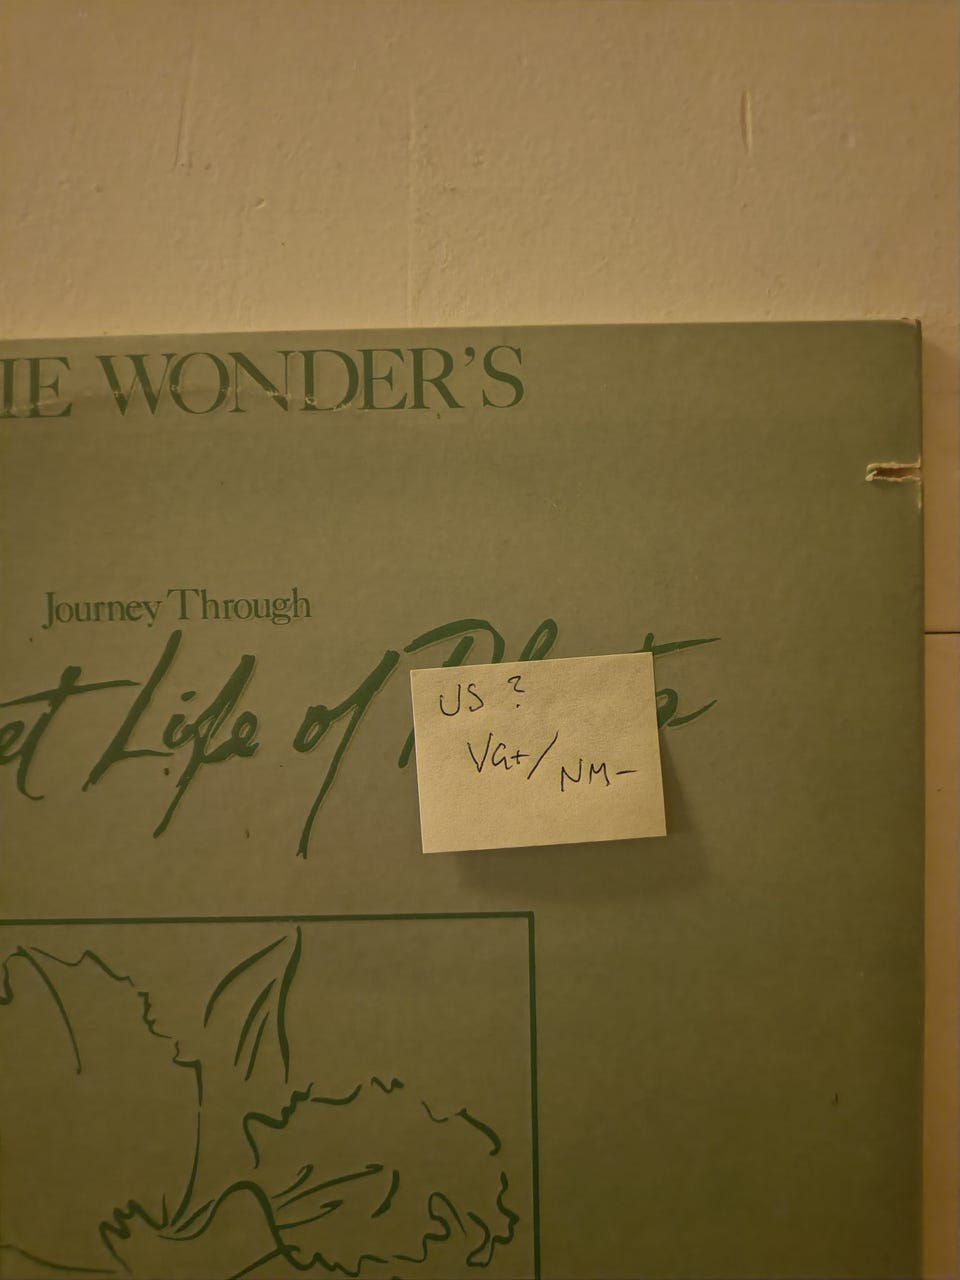 IE WONDER'S
Journey Through
et Life of
US ?
VG+/NM-